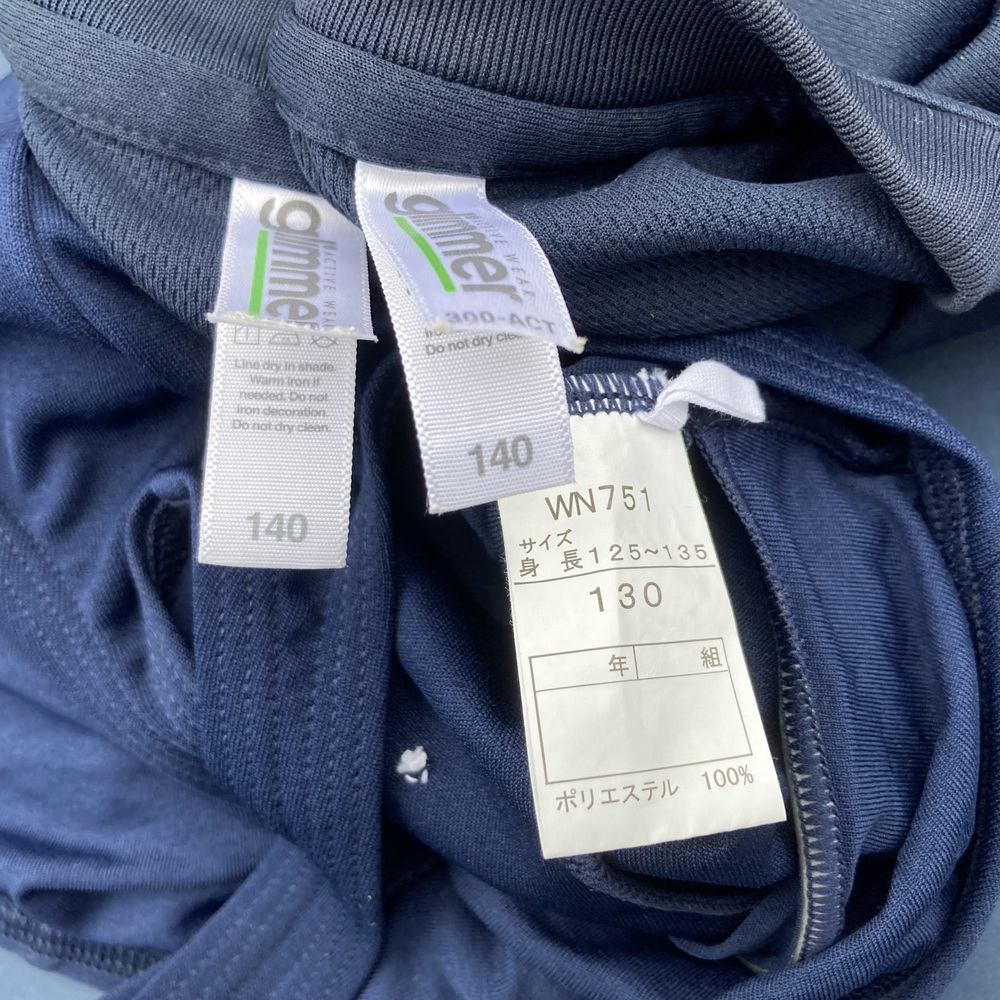 glimme
ACTIVE WEAR
Line dry in shade.
Warm iron if
needed. Do not
iron decoration.
Do not dry clean.
140
glimmer
ACTIVE WEAR
300-ACT
Do not dry clean.
140
WN751
サイズ
身長125~135
130
年 組
ポリエステル 100%